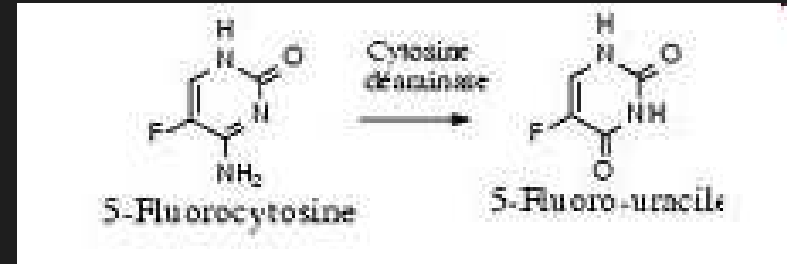 H
N
O
N
F
NH₂
5-Fluorocytosine
Cytosine
deaminase
H
N
O
NH
F
O
5-Fluoro-uracile